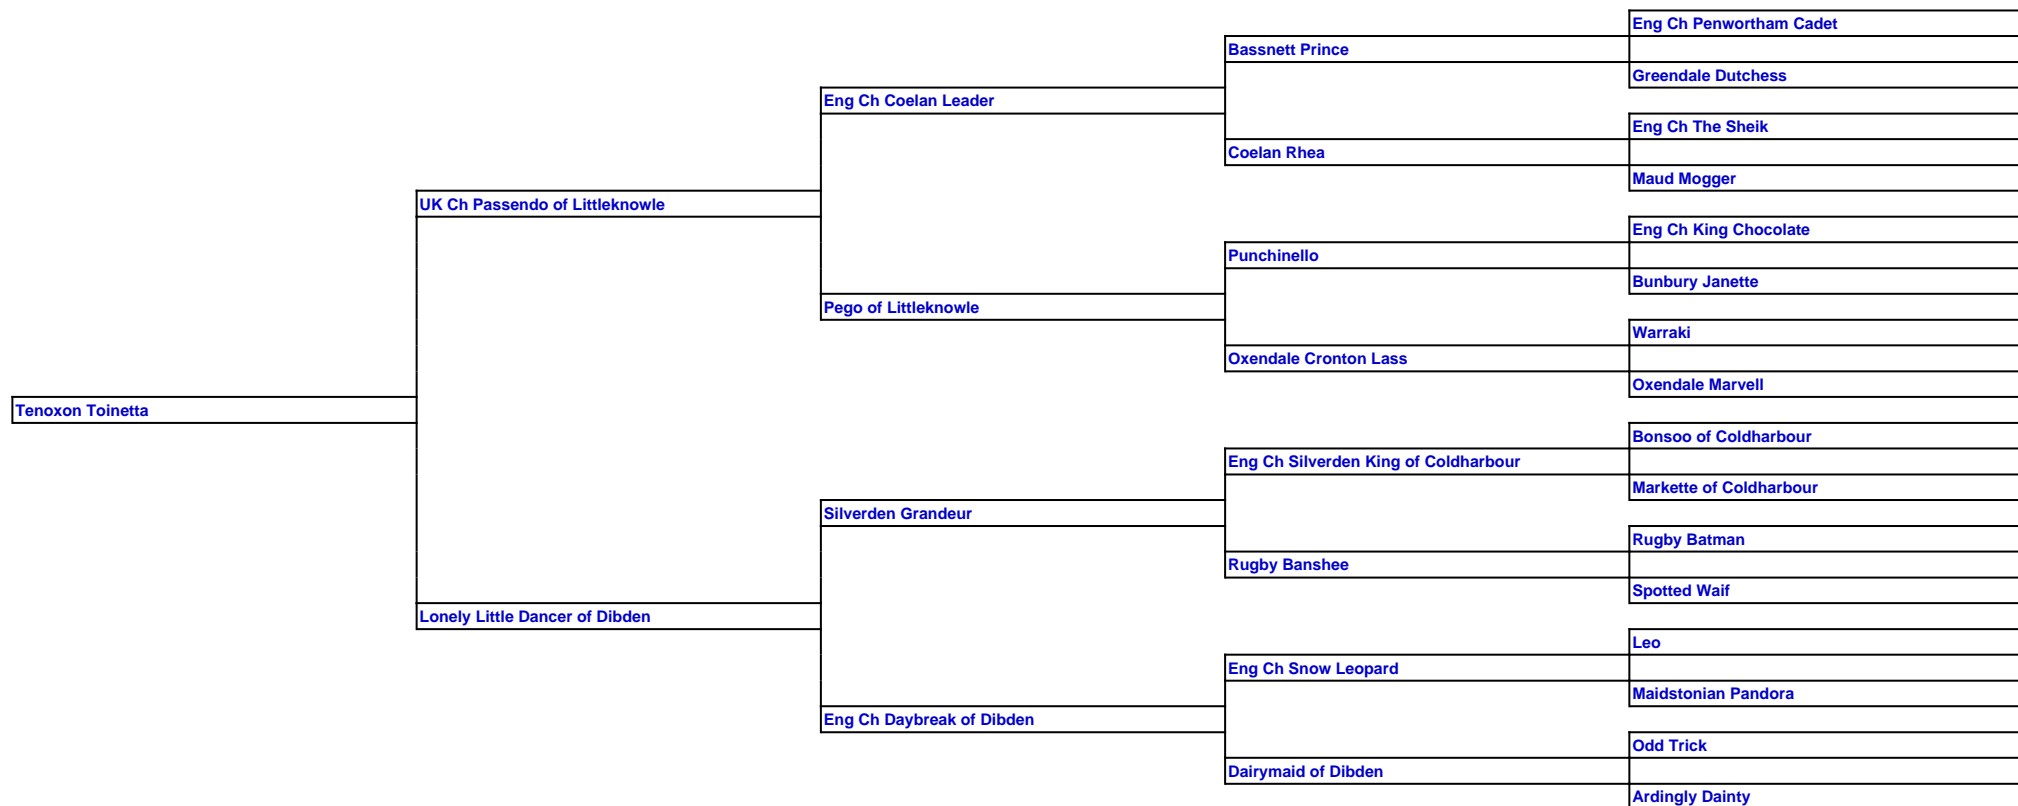 Eng Ch Penwortham Cadet
Bassnett Prince
Greendale Dutchess
Eng Ch Coelan Leader
Eng Ch The Sheik
Coelan Rhea
Maud Mogger
UK Ch Passendo of Littleknowle
Eng Ch King Chocolate
Punchinello
Bunbury Janette
Pego of Littleknowle
Warraki
Oxendale Cronton Lass
Oxendale Marvell
Tenoxon Toinetta
Bonsoo of Coldharbour
Eng Ch Silverden King of Coldharbour
Markette of Coldharbour
Silverden Grandeur
Rugby Batman
Rugby Banshee
Spotted Waif
Lonely Little Dancer of Dibden
Leo
Eng Ch Snow Leopard
Maidstonian Pandora
Eng Ch Daybreak of Dibden
Odd Trick
Dairymaid of Dibden
Ardingly Dainty